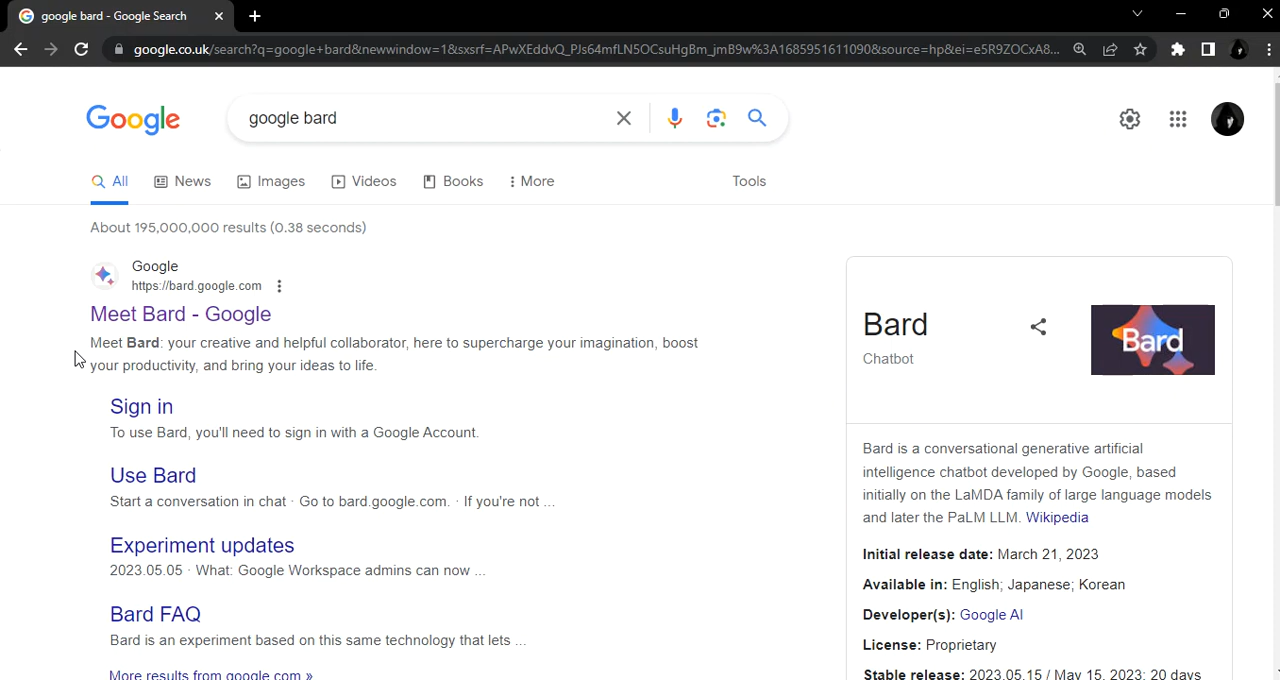 google bard - Google Search
google.co.uk/search?q=google+bard&newwindow=1&sxsrf=APwXEddvQ_PJs64mfLN5OCsuHgBm_jmB9w%3A1685951611090&source=hp&ei=e5R9ZOCxA8...
Google
google bard
All
News
Images
Videos
Books
More
Tools
About 195,000,000 results (0.38 seconds)
Google
https://bard.google.com
Meet Bard - Google
Meet Bard: your creative and helpful collaborator, here to supercharge your imagination, boost
your productivity, and bring your ideas to life.
Sign in
To use Bard, you'll need to sign in with a Google Account.
Use Bard
Start a conversation in chat · Go to bard.google.com. · If you're not ...
Experiment updates
2023.05.05 · What: Google Workspace admins can now ...
Bard FAQ
Bard is an experiment based on this same technology that lets ...
More results from google.com »
Bard
Chatbot
Bard
Bard is a conversational generative artificial
intelligence chatbot developed by Google, based
initially on the LaMDA family of large language models
and later the PaLM LLM. Wikipedia
Initial release date: March 21, 2023
Available in: English; Japanese; Korean
Developer(s): Google AI
License: Proprietary
Stable release: 2023.05.15 / May 15, 2023; 20 days